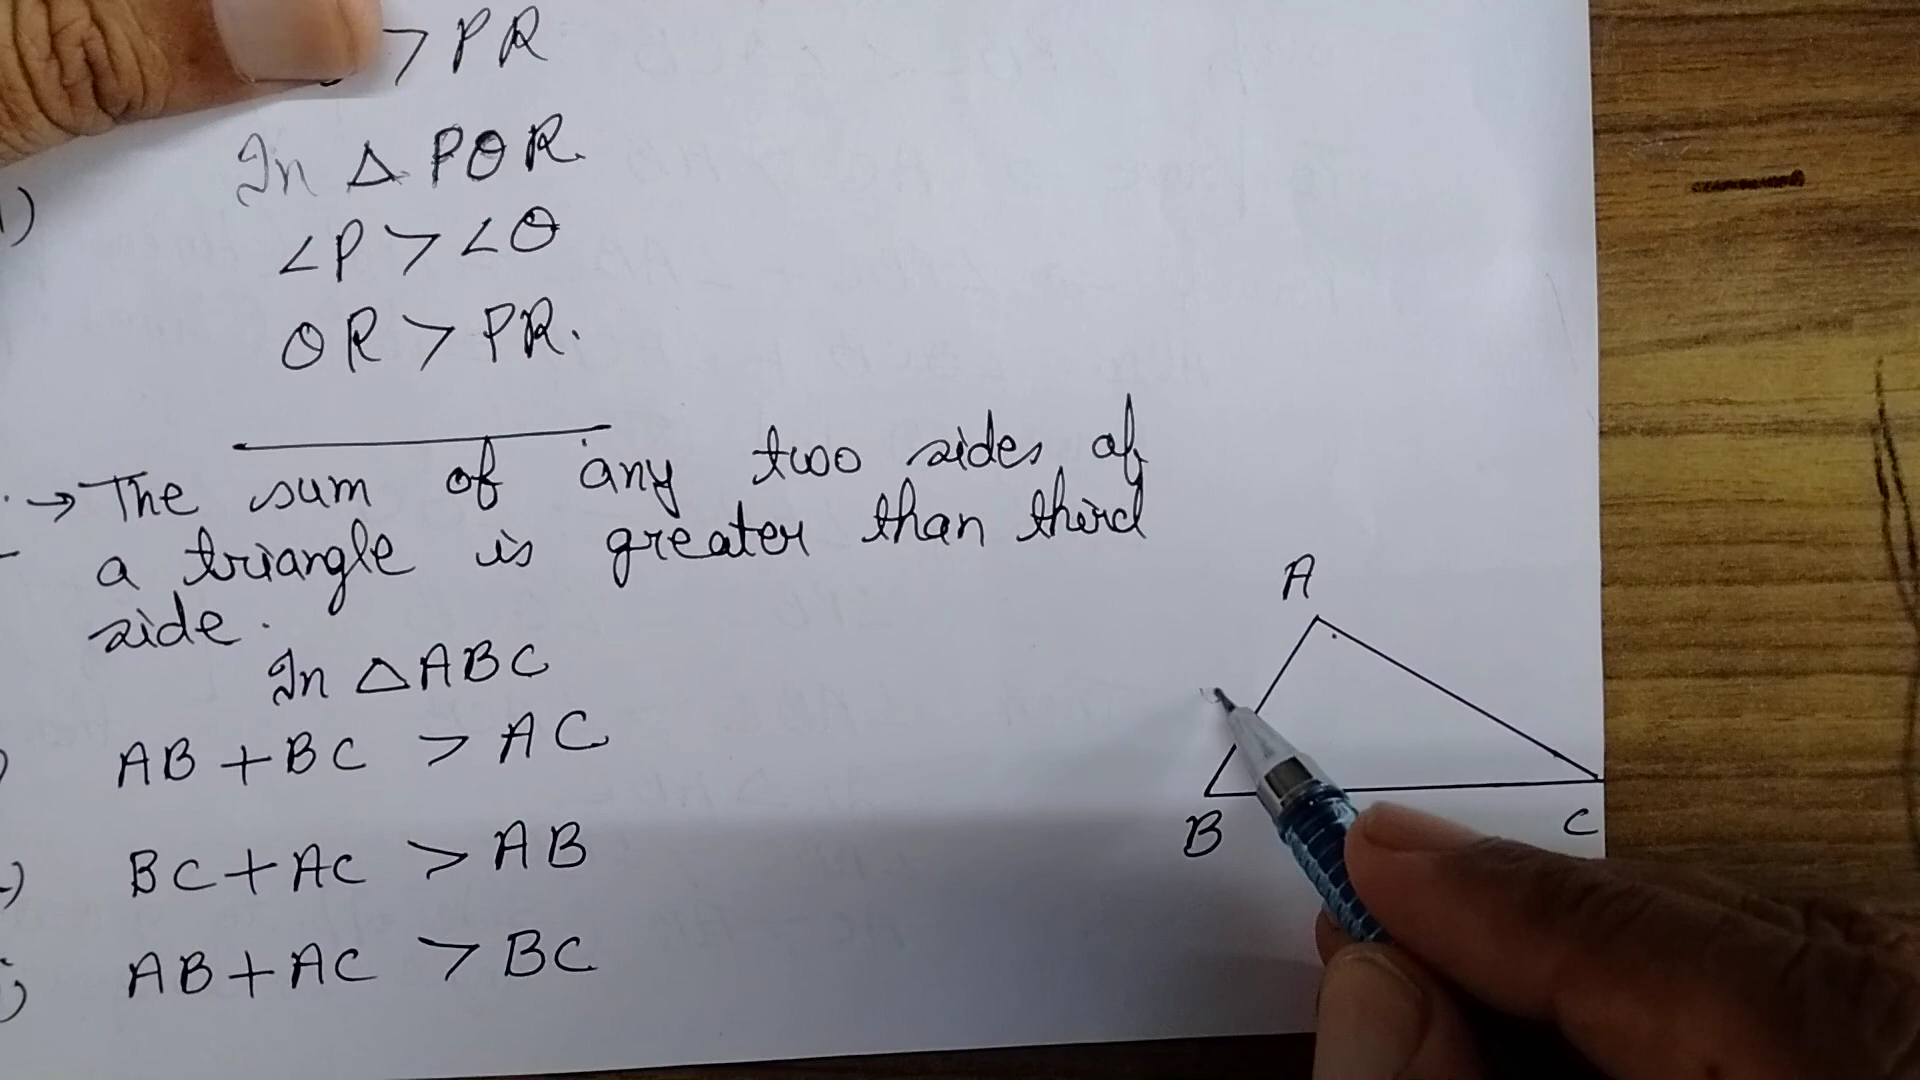 > PR
In △ PQR
∠P > ∠Q
QR > PR.
→ The sum of any two sides of
a triangle is greater than third
side.
In △ABC
AB + BC > AC
BC + AC > AB
AB + AC > BC
A
B
C